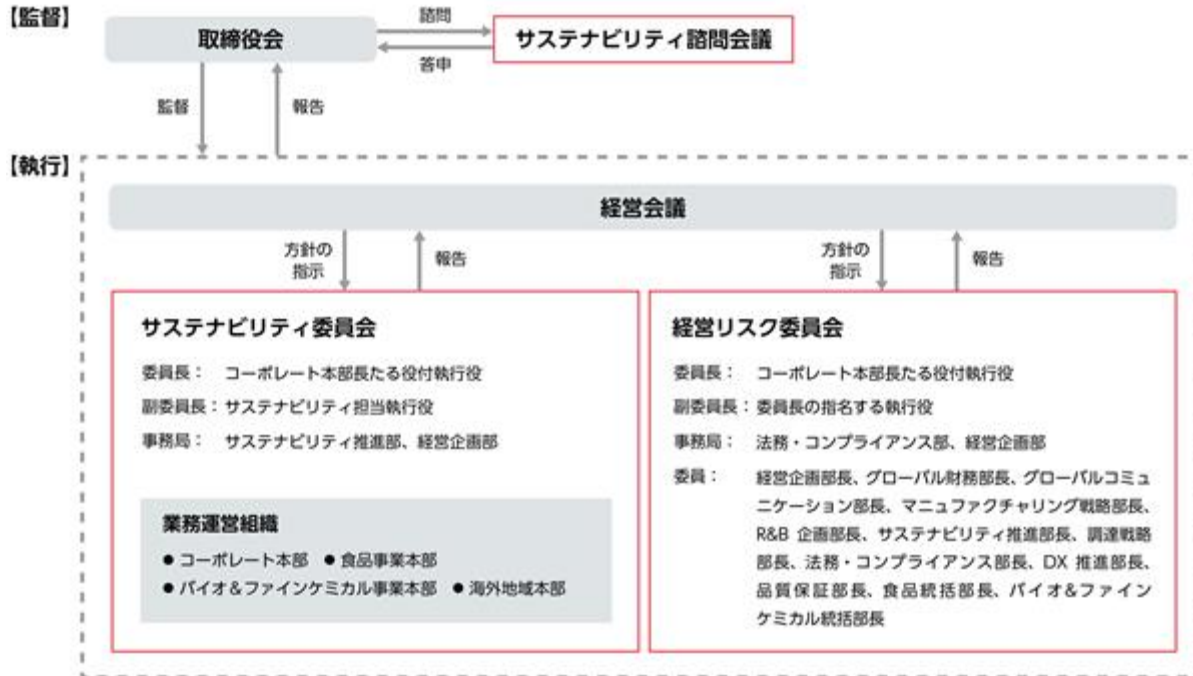 【監督】
取締役会
諮問
答申
サステナビリティ諮問会議
監督
報告
【執行】
経営会議
方針の
指示
報告
方針の
指示
報告
サステナビリティ委員会
委員長： コーポレート本部長たる役付執行役
副委員長：サステナビリティ担当執行役
事務局： サステナビリティ推進部、経営企画部
業務運営組織
● コーポレート本部 ● 食品事業本部
● バイオ＆ファインケミカル事業本部 ● 海外地域本部
経営リスク委員会
委員長： コーポレート本部長たる役付執行役
副委員長：委員長の指名する執行役
事務局： 法務・コンプライアンス部、経営企画部
委員： 経営企画部長、グローバル財務部長、グローバルコミュ
ニケーション部長、マニュファクチャリング戦略部長、
R&B 企画部長、サステナビリティ推進部長、調達戦略
部長、法務・コンプライアンス部長、DX 推進部長、
品質保証部長、食品統括部長、バイオ&ファイン
ケミカル統括部長